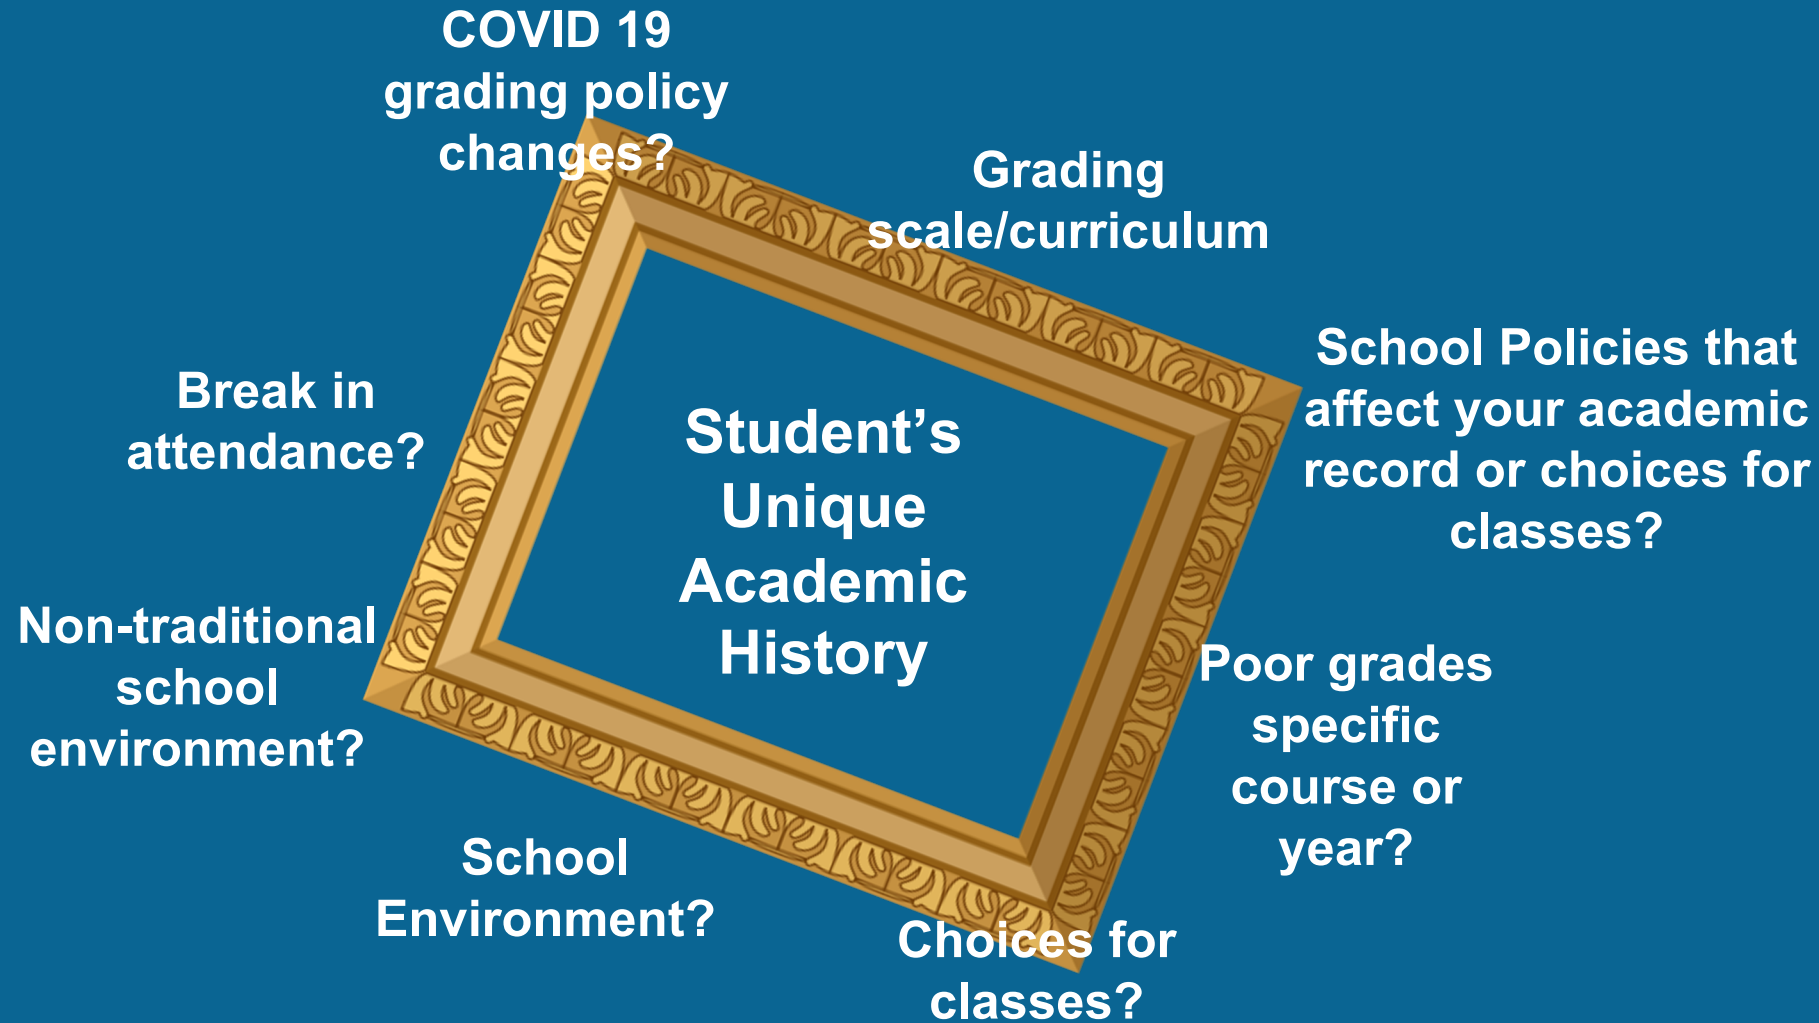 COVID 19
grading policy
changes?
Grading
scale/curriculum
School Policies that
affect your academic
record or choices for
classes?
Break in
attendance?
Student’s
Unique
Academic
History
Non-traditional
school
environment?
Poor grades
specific
course or
year?
School
Environment?
Choices for
classes?